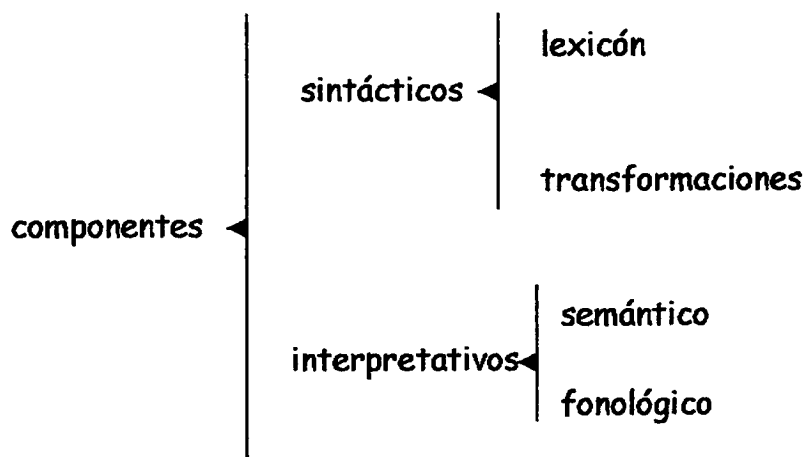 lexicón
sintácticos
transformaciones
componentes
semántico
interpretativos
fonológico